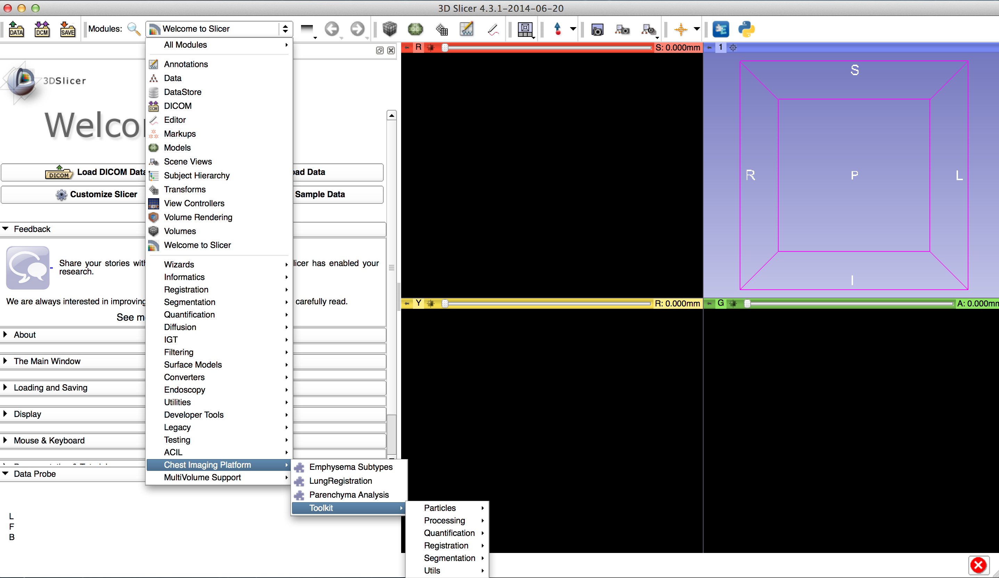 3D Slicer 4.3.1-2014-06-20
DATA
DCM
SAVE
Modules:
Welcome to Slicer
All Modules
Annotations
Data
DataStore
DICOM
Editor
Markups
Models
Scene Views
Subject Hierarchy
Transforms
View Controllers
Volume Rendering
Volumes
Welcome to Slicer
Wizards
Informatics
Registration
Segmentation
Quantification
Diffusion
IGT
Filtering
Surface Models
Converters
Endoscopy
Utilities
Developer Tools
Legacy
Testing
ACIL
Chest Imaging Platform
MultiVolume Support
Emphysema Subtypes
LungRegistration
Parenchyma Analysis
Toolkit
Particles
Processing
Quantification
Registration
Segmentation
Utils
3DSlicer
Welco
DICOM Load DICOM Data
ad Data
Customize Slicer
Sample Data
Feedback
Share your stories with
licer has enabled your
research.
We are always interested in improving
carefully read.
See m
About
The Main Window
Loading and Saving
Display
Mouse & Keyboard
Data Probe
L
F
B
R
S: 0.000mm
1
S
R
P
L
I
Y
R: 0.000mm
G
A: 0.000mm